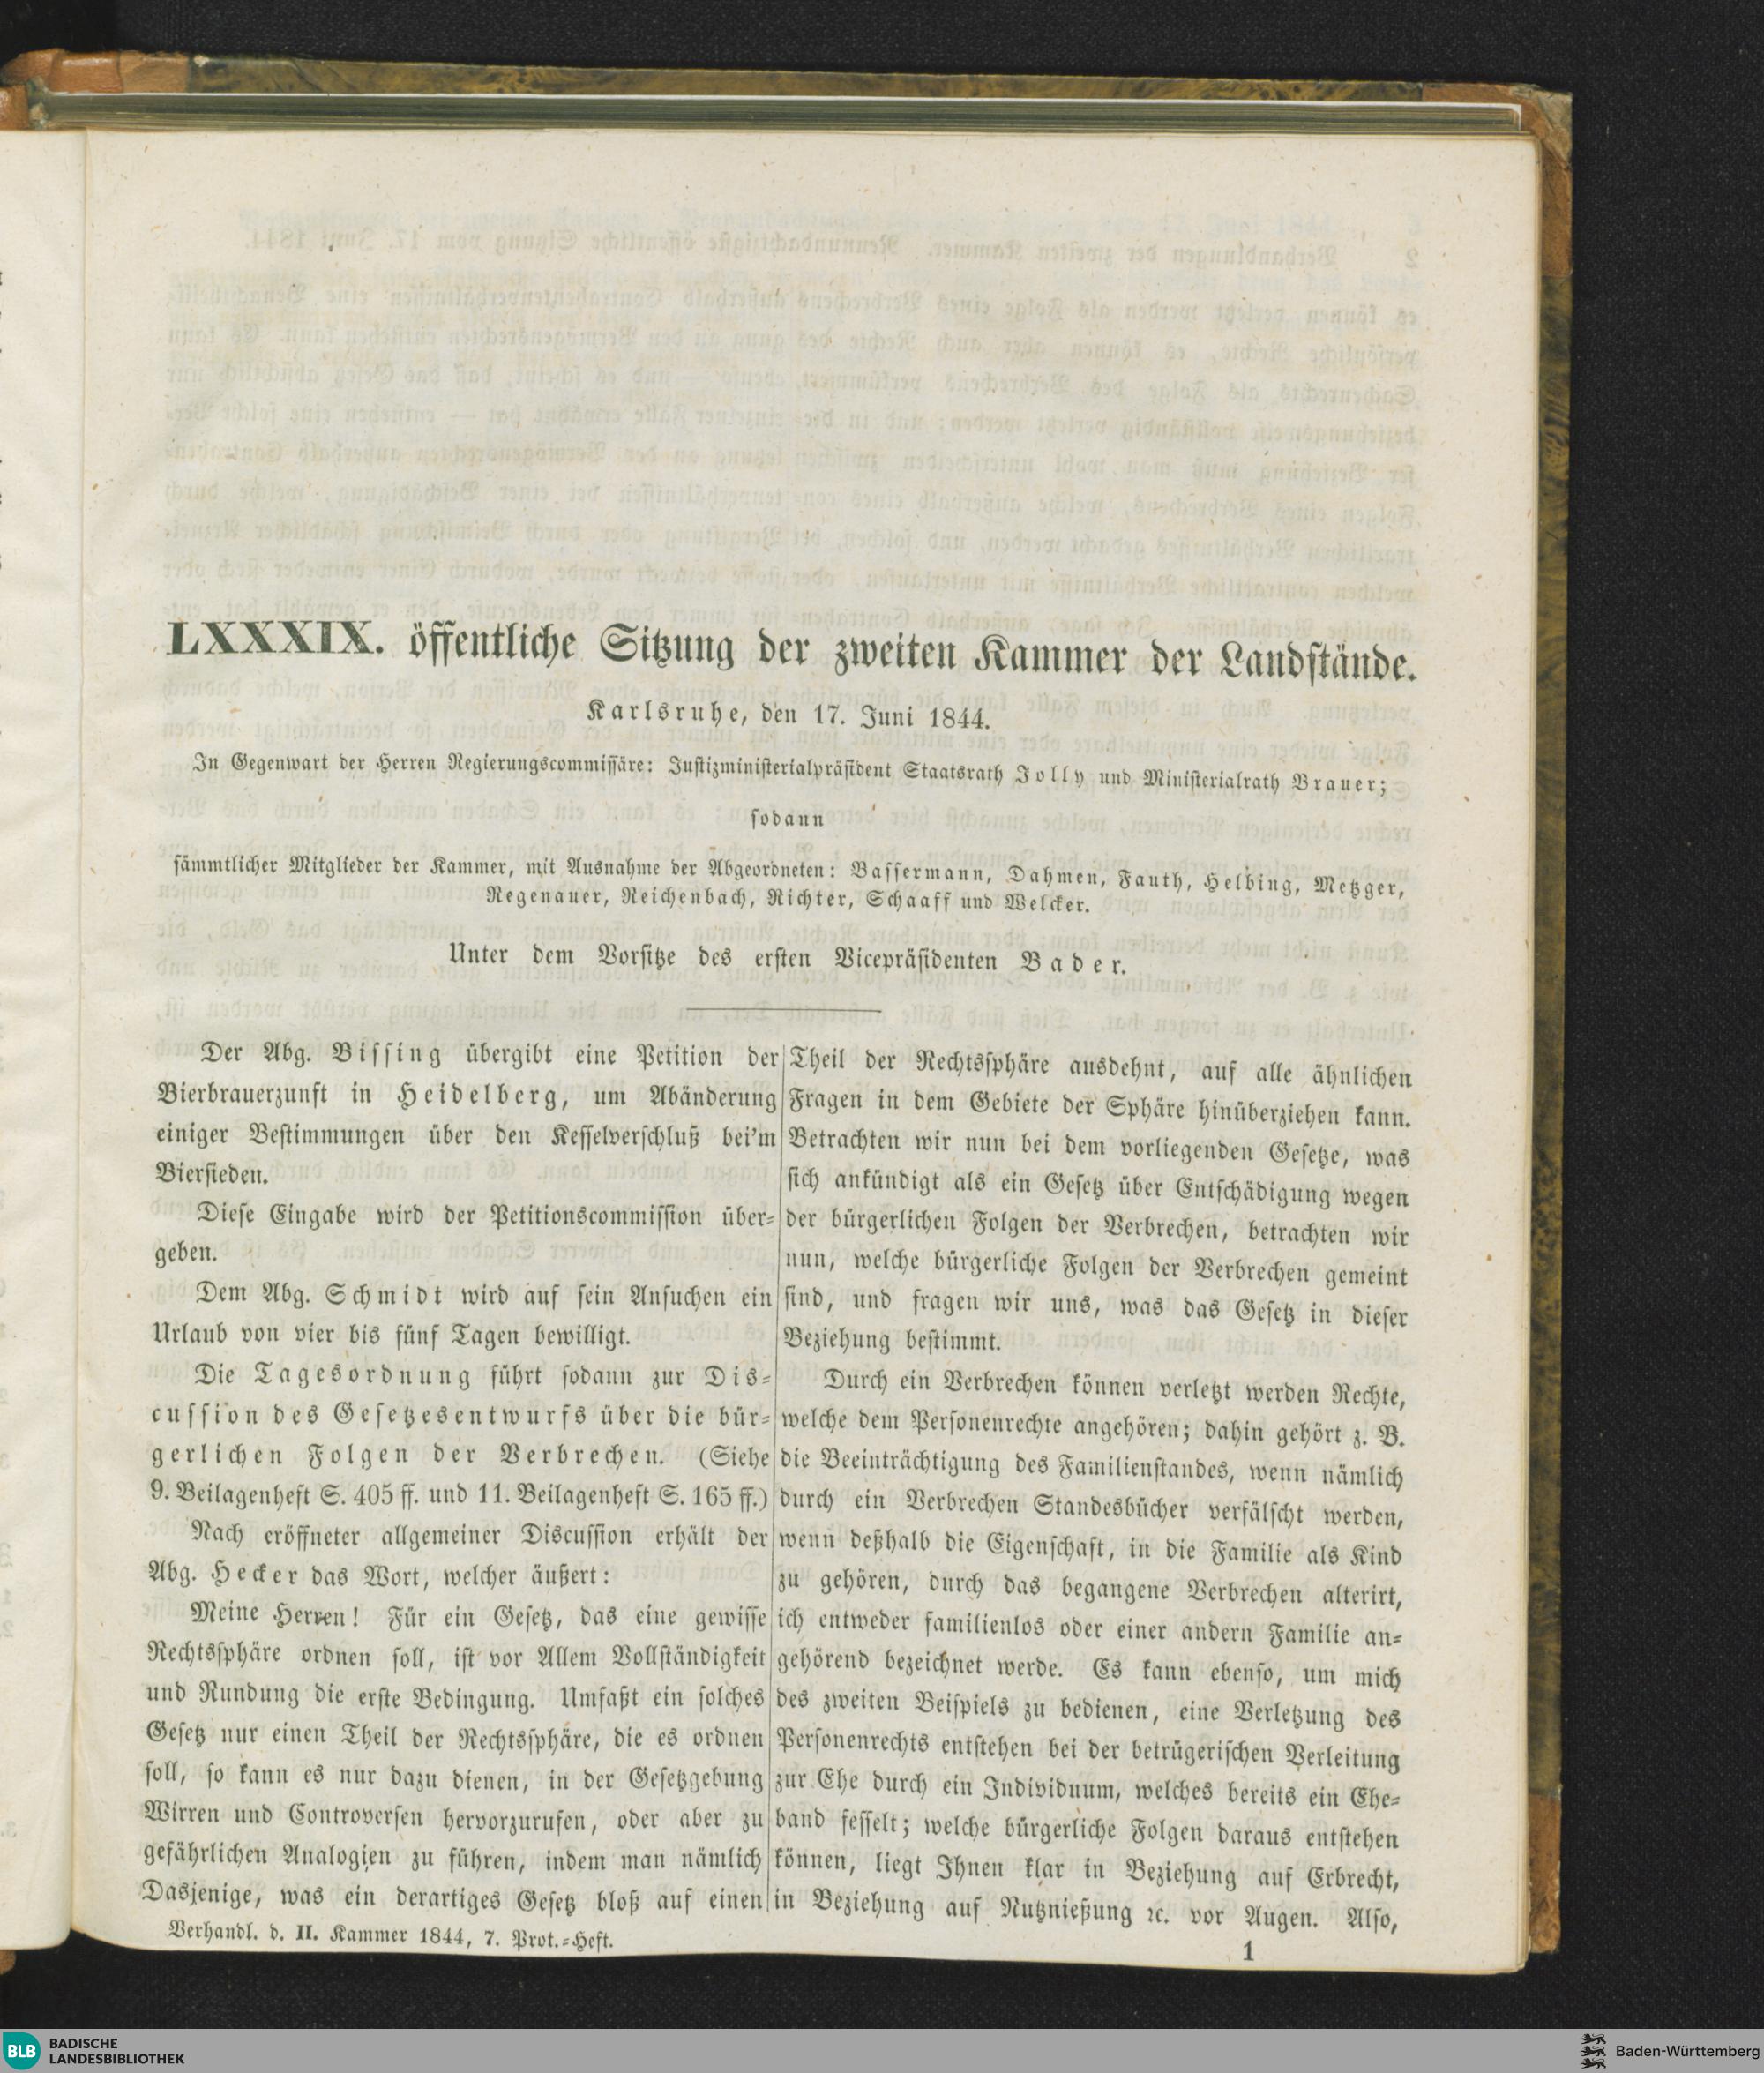 LXXXIX. öffentliche Sitzung der zweiten Kammer der Landstände.
Karlsruhe, den 17. Juni 1844.
In Gegenwart der Herren Regierungscommissäre: Justizministerialpräsident Staatsrath Jolly und Ministerialrath Brauer;
sodann
sämmtlicher Mitglieder der Kammer, mit Ausnahme der Abgeordneten: Bassermann, Dahmen, Fauth, Helbing, Metzger,
Regenauer, Reichenbach, Richter, Schaaff und Welcker.
Unter dem Vorsitze des ersten Vicepräsidenten Bader.
Der Abg. Bissing übergibt eine Petition der
Bierbrauerzunft in Heidelberg, um Abänderung
einiger Bestimmungen über den Kesselverschluß bei'm
Biersieden.
Diese Eingabe wird der Petitionscommission über-
geben.
Dem Abg. Schmidt wird auf sein Ansuchen ein
Urlaub von vier bis fünf Tagen bewilligt.
Die Tagesordnung führt sodann zur Dis-
cussion des Gesetzesentwurfs über die bür-
gerlichen Folgen der Verbrechen. (Siehe
9. Beilagenheft S. 405 ff. und 11. Beilagenheft S. 165 ff.)
Nach eröffneter allgemeiner Discussion erhält der
Abg. Hecker das Wort, welcher äußert:
Meine Herren! Für ein Gesetz, das eine gewisse
Rechtssphäre ordnen soll, ist vor Allem Vollständigkeit
und Rundung die erste Bedingung. Umfaßt ein solches
Gesetz nur einen Theil der Rechtssphäre, die es ordnen
soll, so kann es nur dazu dienen, in der Gesetzgebung
Wirren und Controversen hervorzurufen, oder aber zu
gefährlichen Analogien zu führen, indem man nämlich
Dasjenige, was ein derartiges Gesetz bloß auf einen
Theil der Rechtssphäre ausdehnt, auf alle ähnlichen
Fragen in dem Gebiete der Sphäre hinüberziehen kann.
Betrachten wir nun bei dem vorliegenden Gesetze, was
sich ankündigt als ein Gesetz über Entschädigung wegen
der bürgerlichen Folgen der Verbrechen, betrachten wir
nun, welche bürgerliche Folgen der Verbrechen gemeint
sind, und fragen wir uns, was das Gesetz in dieser
Beziehung bestimmt.
Durch ein Verbrechen können verletzt werden Rechte,
welche dem Personenrechte angehören; dahin gehört z. B.
die Beeinträchtigung des Familienstandes, wenn nämlich
durch ein Verbrechen Standesbücher verfälscht werden,
wenn deßhalb die Eigenschaft, in die Familie als Kind
zu gehören, durch das begangene Verbrechen alterirt,
ich entweder familienlos oder einer andern Familie an-
gehörend bezeichnet werde. Es kann ebenso, um mich
des zweiten Beispiels zu bedienen, eine Verletzung des
Personenrechts entstehen bei der betrügerischen Verleitung
zur Ehe durch ein Individuum, welches bereits ein Ehe-
band fesselt; welche bürgerliche Folgen daraus entstehen
können, liegt Ihnen klar in Beziehung auf Erbrecht,
in Beziehung auf Nutznießung ꝛc. vor Augen. Also,
Verhandl. d. II. Kammer 1844, 7. Prot.-Heft.
1
BLB BADISCHE
LANDESBIBLIOTHEK
Baden-Württemberg